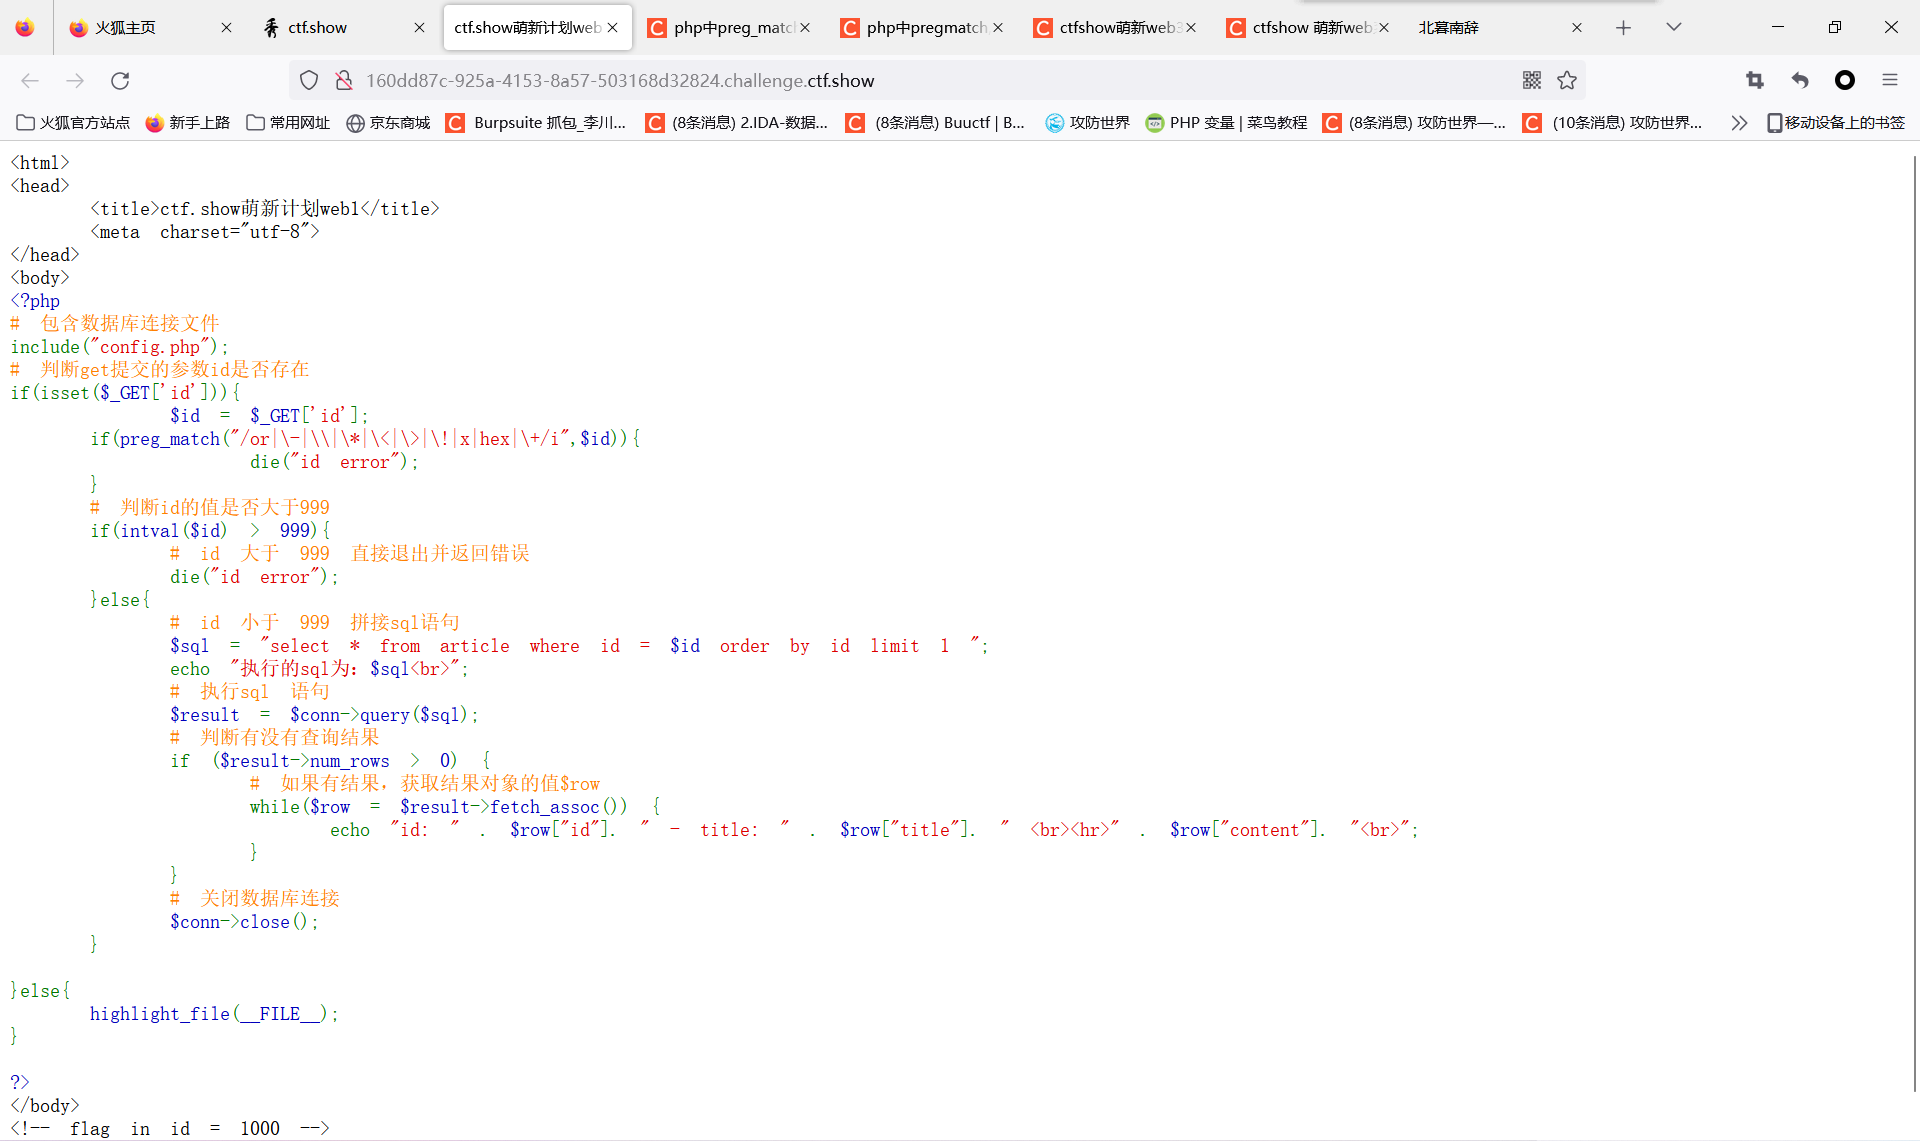 火狐主页 ctf.show ctf.show萌新计划web php中preg_matc php中pregmatch ctfshow萌新web3 ctfshow 萌新web 北暮南辞
160dd87c-925a-4153-8a57-503168d32824.challenge.ctf.show
火狐官方站点 新手上路 常用网址 京东商城 Burpsuite 抓包_李川... (8条消息) 2.IDA-数据... (8条消息) Buuctf | B... 攻防世界 PHP 变量 | 菜鸟教程 (8条消息) 攻防世界—... (10条消息) 攻防世界... 移动设备上的书签
<html>
<head>
<title>ctf.show萌新计划web1</title>
<meta charset="utf-8">
</head>
<body>
<?php
# 包含数据库连接文件
include("config.php");
# 判断get提交的参数id是否存在
if(isset($_GET['id'])){
$id = $_GET['id'];
if(preg_match("/or|\-|\\|\*|\<|\>|\!|x|hex|\+/i",$id)){
die("id error");
}
# 判断id的值是否大于999
if(intval($id) > 999){
# id 大于 999 直接退出并返回错误
die("id error");
}else{
# id 小于 999 拼接sql语句
$sql = "select * from article where id = $id order by id limit 1 ";
echo "执行的sql为：$sql<br>";
# 执行sql 语句
$result = $conn->query($sql);
# 判断有没有查询结果
if ($result->num_rows > 0) {
# 如果有结果，获取结果对象的值$row
while($row = $result->fetch_assoc()) {
echo "id: " . $row["id"]. " - title: " . $row["title"]. " <br><hr>" . $row["content"]. "<br>";
}
}
# 关闭数据库连接
$conn->close();
}
}else{
highlight_file(__FILE__);
}
?>
</body>
<!-- flag in id = 1000 -->